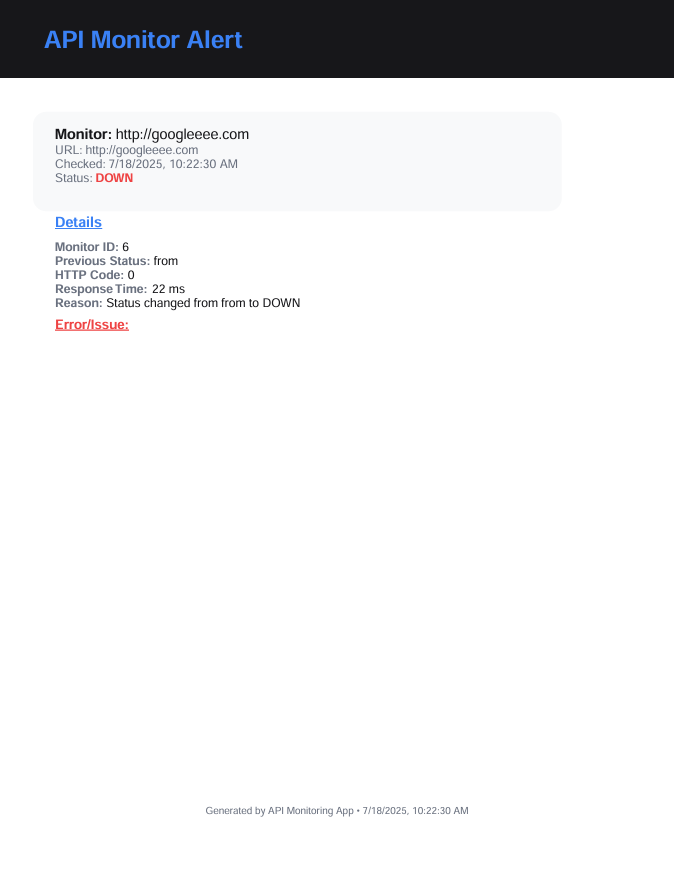 API Monitor Alert
Monitor: http://googleeee.com
URL: http://googleeee.com
Checked: 7/18/2025, 10:22:30 AM
Status: DOWN
Details
Monitor ID: 6
Previous Status: from
HTTP Code: 0
Response Time: 22 ms
Reason: Status changed from from to DOWN
Error/Issue:
Generated by API Monitoring App • 7/18/2025, 10:22:30 AM